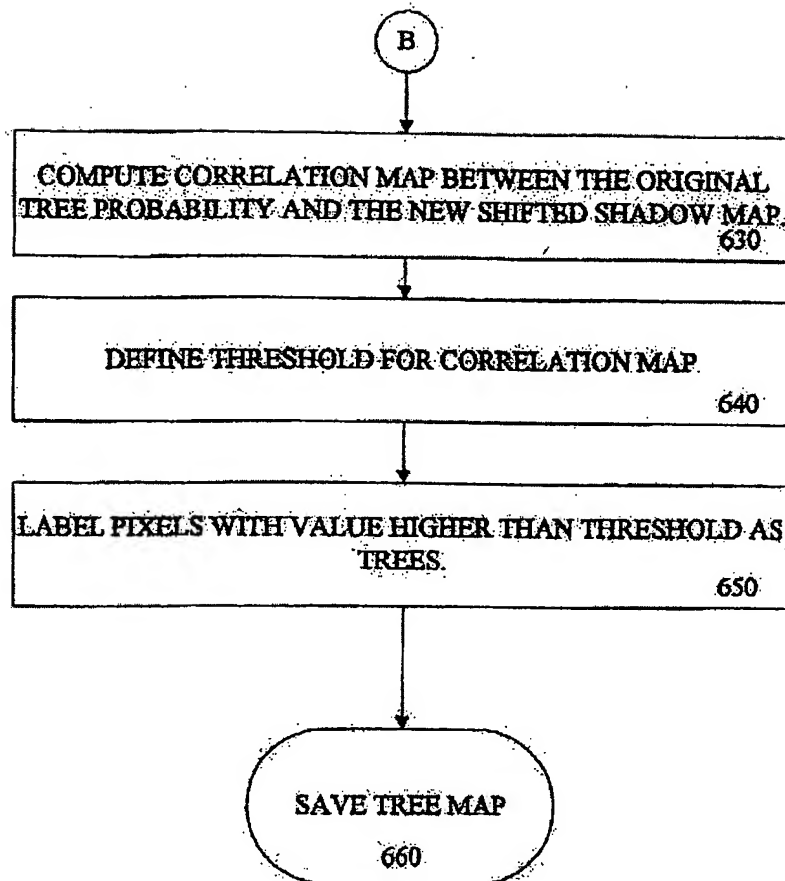 B
COMPUTE CORRELATION MAP BETWEEN THE ORIGINAL
TREE PROBABILITY AND THE NEW SHIFTED SHADOW MAP.
630
DEFINE THRESHOLD FOR CORRELATION MAP
640
LABEL PIXELS WITH VALUE HIGHER THAN THRESHOLD AS
TREES.
650
SAVE TREE MAP
660